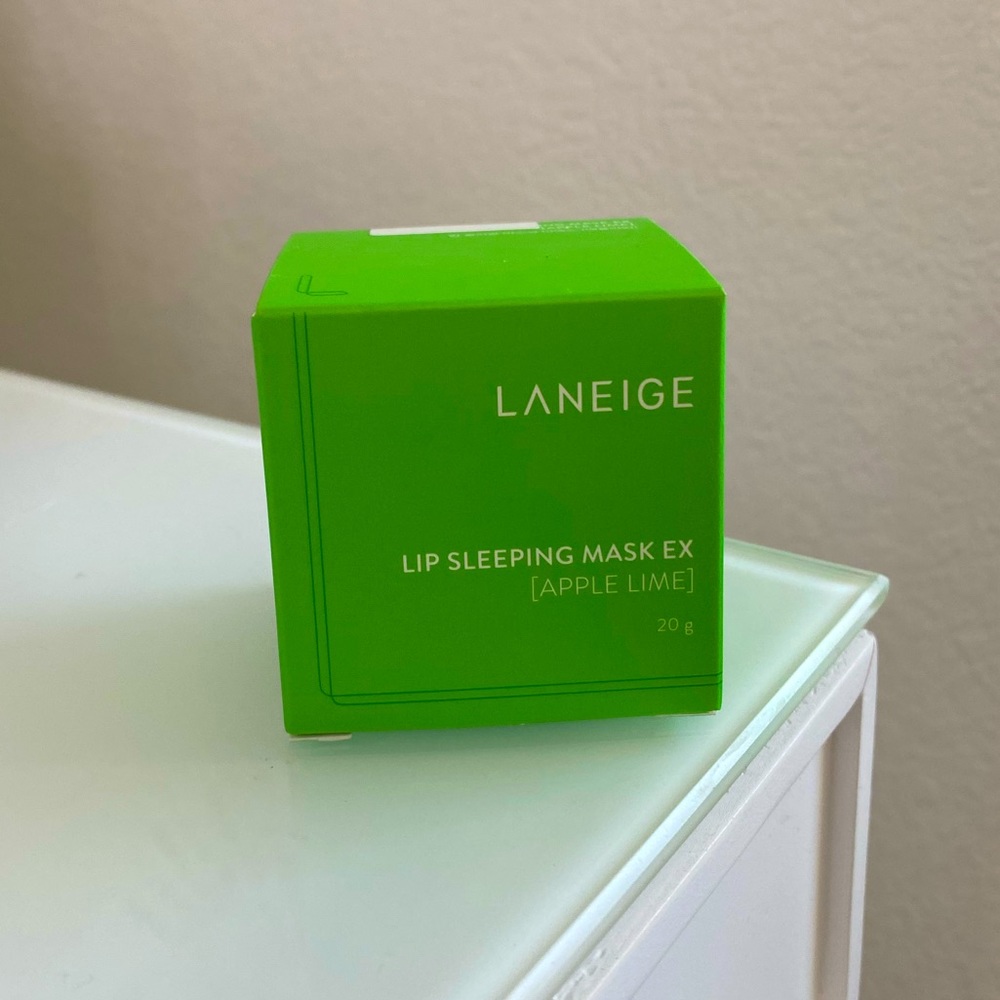 LANEIGE
LIP SLEEPING MASK EX
[APPLE LIME]
20 g